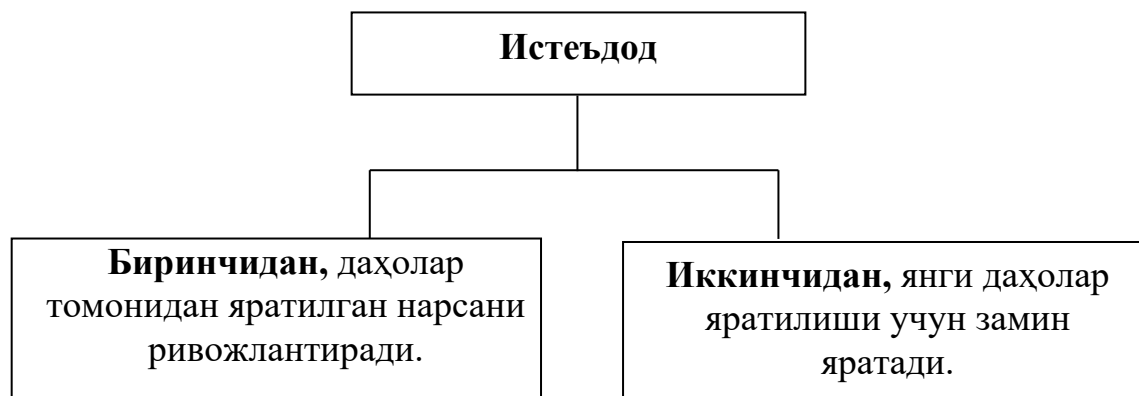 Истеъдод
Биринчидан, даҳолар
томонидан яратилган нарсани
ривожлантиради.
Иккинчидан, янги даҳолар
яратилиши учун замин
яратади.